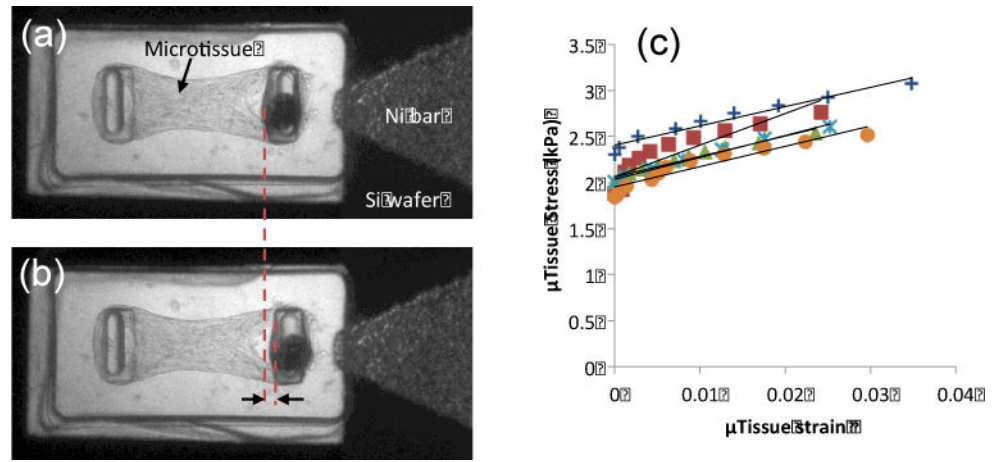 (a)
Microtissue
Ni bar
Si wafer
(b)
(c)
3.5
3
2.5
2
1.5
1
0.5
0
µTissue Stress (kPa)
0 0.01 0.02 0.03 0.04
µTissue strain